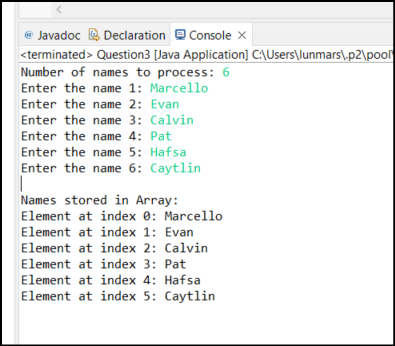 @ Javadoc Declaration Console
<terminated> Question3 [Java Application] C:\Users\lunmars\.p2\pool\
Number of names to process: 6
Enter the name 1: Marcello
Enter the name 2: Evan
Enter the name 3: Calvin
Enter the name 4: Pat
Enter the name 5: Hafsa
Enter the name 6: Caytlin
Names stored in Array:
Element at index 0: Marcello
Element at index 1: Evan
Element at index 2: Calvin
Element at index 3: Pat
Element at index 4: Hafsa
Element at index 5: Caytlin